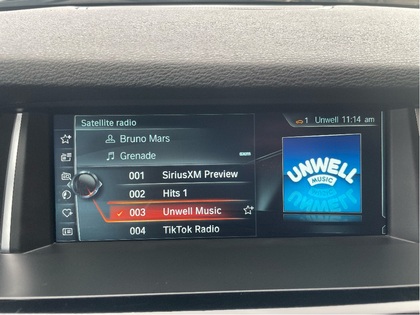 Satellite radio
1 Unwell 11:14 am
Bruno Mars
Grenade
001 SiriusXM Preview
002 Hits 1
003 Unwell Music
004 TikTok Radio
UNWELL
MUSIC